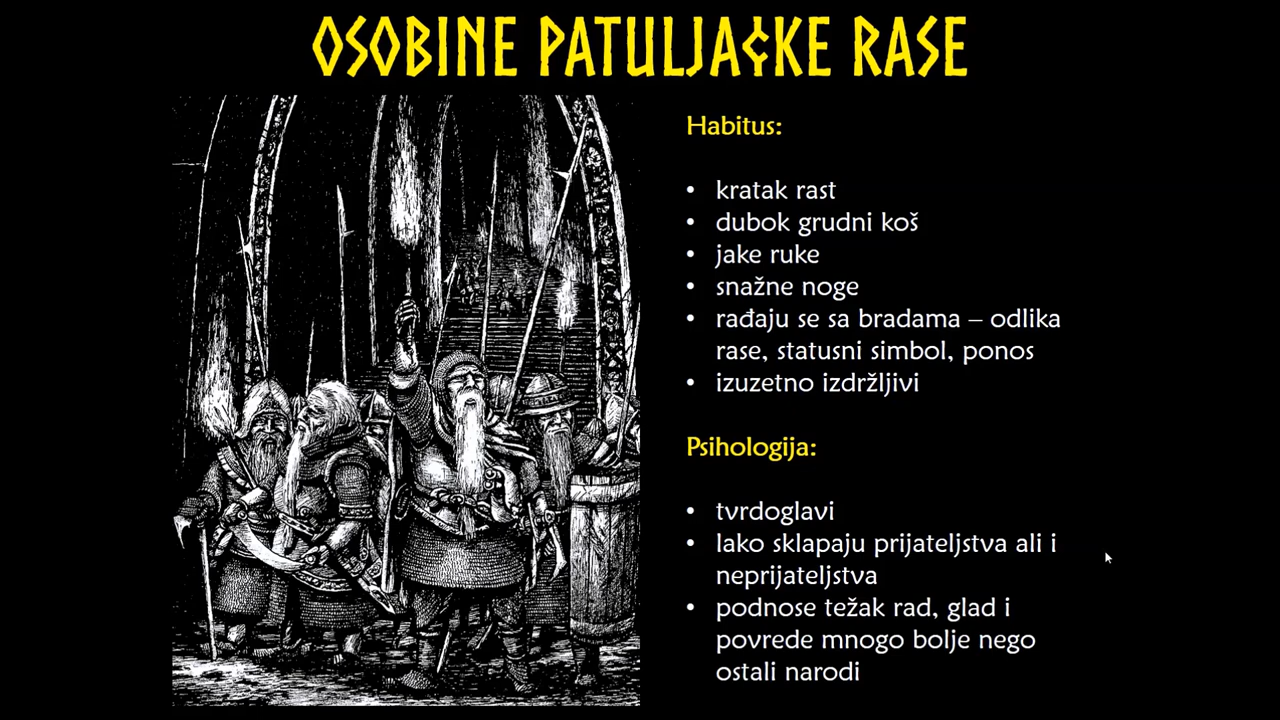 OSOBINE PATULJAČKE RASE
Habitus:
• kratak rast
• dubok grudni koš
• jake ruke
• snažne noge
• rađaju se sa bradama – odlika
rase, statusni simbol, ponos
• izuzetno izdržljivi
Psihologija:
• tvrdoglavi
• lako sklapaju prijateljstva ali i
neprijateljstva
• podnose težak rad, glad i
povrede mnogo bolje nego
ostali narodi